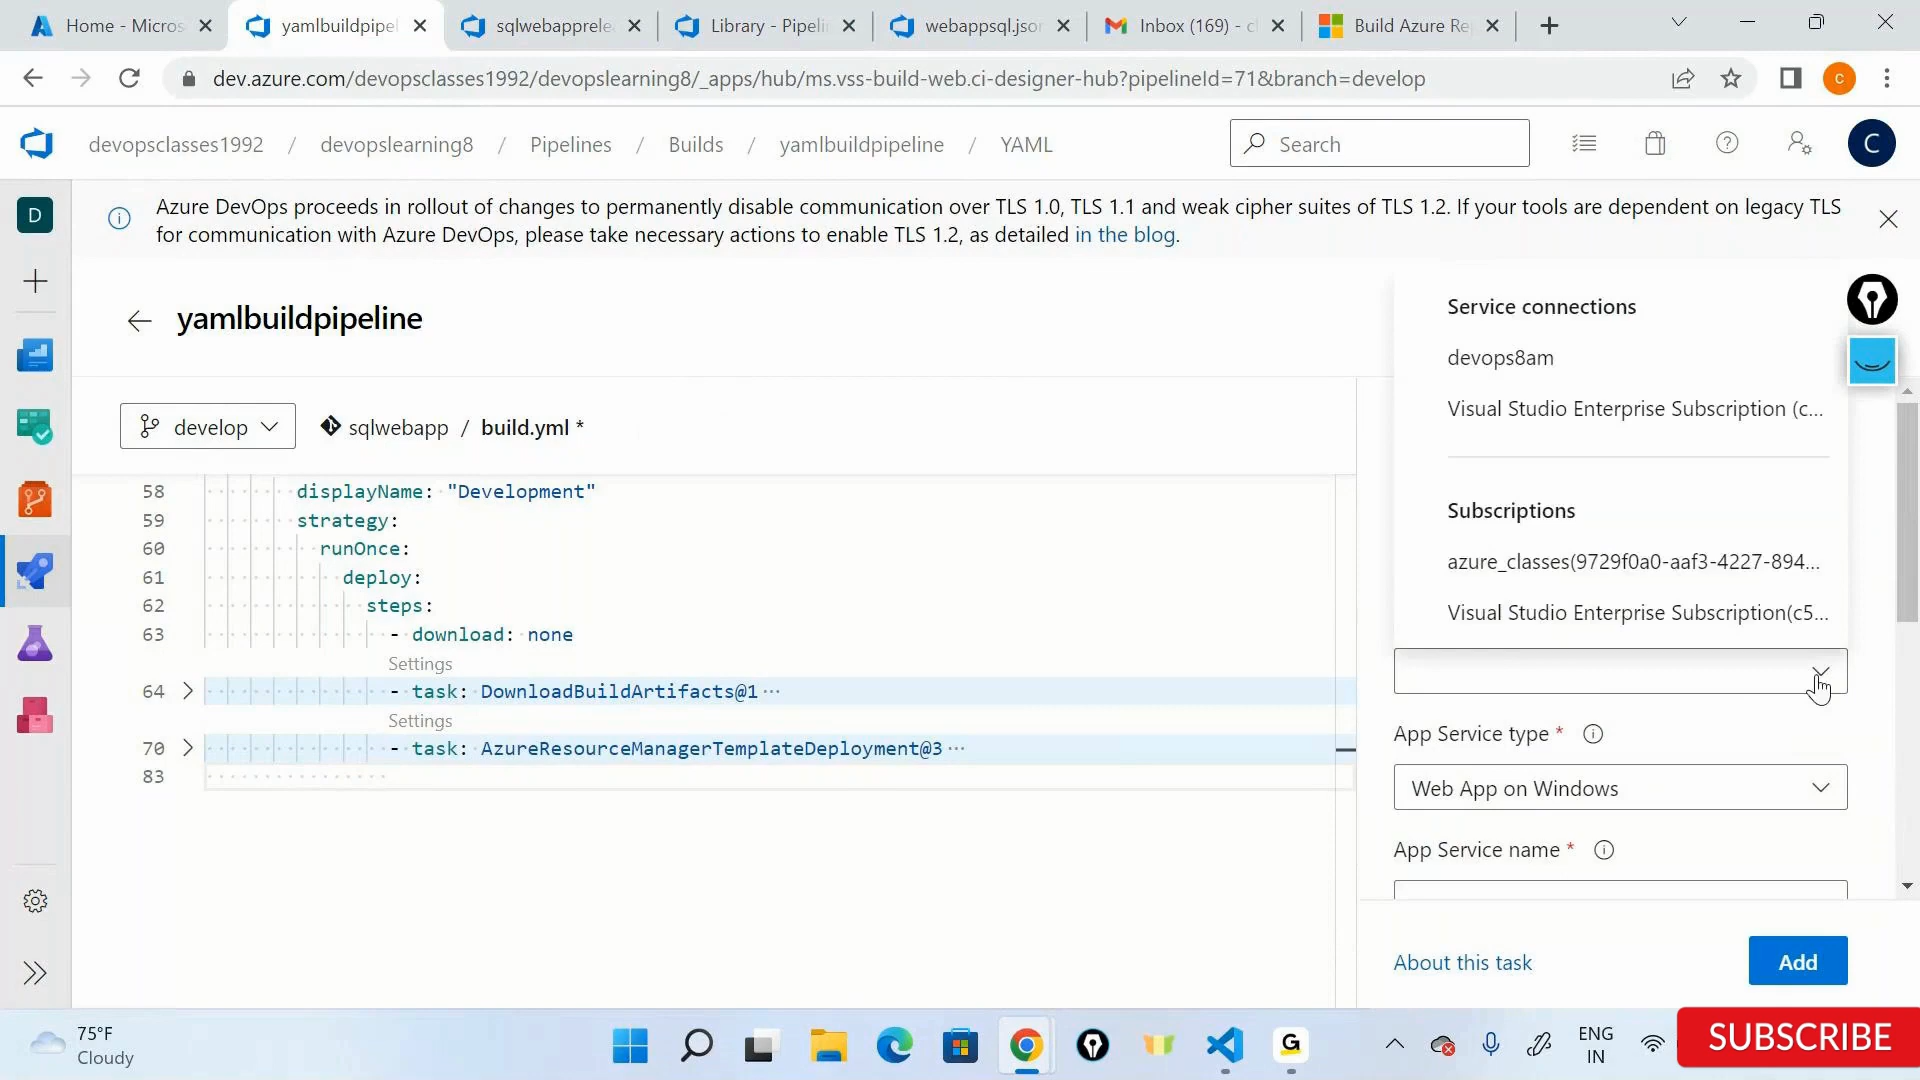 Home - Micros
yamlbuildpipel
sqlwebapprele
Library - Pipelin
webappsql.jso
Inbox (169) - c
Build Azure Re
dev.azure.com/devopsclasses1992/devopslearning8/_apps/hub/ms.vss-build-web.ci-designer-hub?pipelineId=71&branch=develop
c
devopsclasses1992 / devopslearning8 / Pipelines / Builds / yamlbuildpipeline / YAML
Search
C
D
Azure DevOps proceeds in rollout of changes to permanently disable communication over TLS 1.0, TLS 1.1 and weak cipher suites of TLS 1.2. If your tools are dependent on legacy TLS
for communication with Azure DevOps, please take necessary actions to enable TLS 1.2, as detailed in the blog.
yamlbuildpipeline
develop
sqlwebapp / build.yml *
58 displayName: "Development"
59 strategy:
60 runOnce:
61 deploy:
62 steps:
63 - download: none
Settings
64 - task: DownloadBuildArtifacts@1 ...
Settings
70 - task: AzureResourceManagerTemplateDeployment@3 ...
83
Service connections
devops8am
Visual Studio Enterprise Subscription (c...
Subscriptions
azure_classes(9729f0a0-aaf3-4227-894...
Visual Studio Enterprise Subscription(c5...
App Service type *
Web App on Windows
App Service name *
About this task
Add
75°F
Cloudy
G
ENG
IN
SUBSCRIBE